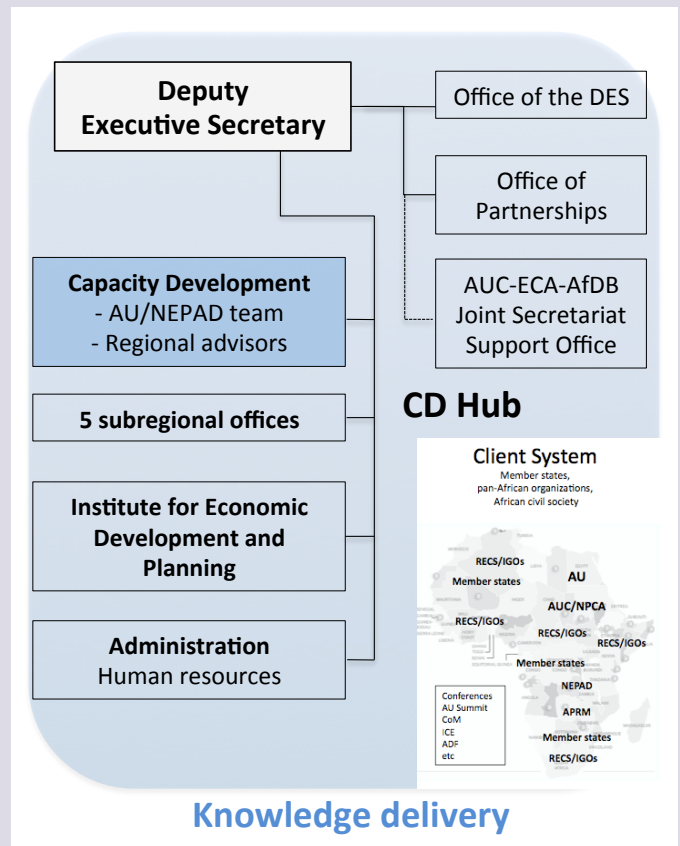 Deputy
Executive Secretary
Office of the DES
Office of
Partnerships
AUC-ECA-AfDB
Joint Secretariat
Support Office
Capacity Development
- AU/NEPAD team
- Regional advisors
5 subregional offices
Institute for Economic
Development and
Planning
Administration
Human resources
CD Hub
Client System
Member states,
pan-African organizations,
African civil society
RECS/IGOs
Member states
AU
AUC/NPCA
RECS/IGOs
RECS/IGOs
RECS/IGOs
Member states
NEPAD
APRM
Member states
RECS/IGOs
Conferences
AU Summit
CoM
ICE
ADF
etc
Knowledge delivery